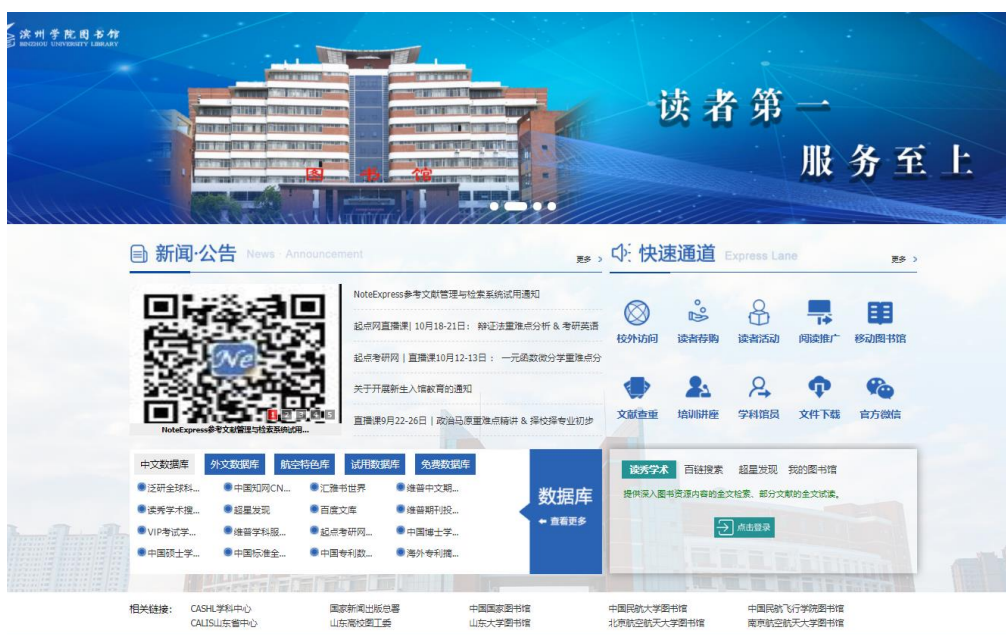 滨州学院图书馆
BINZHOU UNIVERSITY LIBRARY
读者第一
服务至上
图书馆
新闻·公告 News · Announcement
更多 >
快速通道 Express Lane
更多 >
NoteExpress参考文献管理与检索系统试用通知
起点网直播课| 10月18-21日： 辩证法重难点分析 & 考研英语
起点考研网 | 直播课10月12-13日 ： 一元函数微分学重难点分
关于开展新生入馆教育的通知
直播课9月22-26日 | 政治马原重难点精讲 & 择校择专业初步
Ne
1 2 3 4 5
NoteExpress参考文献管理与检索系统试用...
校外访问 读者荐购 读者活动 阅读推广 移动图书馆
文献查重 培训讲座 学科馆员 文件下载 官方微信
中文数据库 外文数据库 航空特色库 试用数据库 免费数据库
泛研全球科... 中国知网CN... 汇雅书世界 维普中文期...
读秀学术搜... 超星发现 百度文库 维普期刊投...
VIP考试学... 维普学科服... 起点考研网... 中国博士学...
中国硕士学... 中国标准全... 中国专利数... 海外专利摘...
数据库
查看更多
读秀学术 百链搜索 超星发现 我的图书馆
提供深入图书资源内容的全文检索、部分文献的全文试读。
点击登录
相关链接： CASHL学科中心 国家新闻出版总署 中国国家图书馆 中国民航大学图书馆 中国民航飞行学院图书馆
CALIS山东省中心 山东高校图工委 山东大学图书馆 北京航空航天大学图书馆 南京航空航天大学图书馆